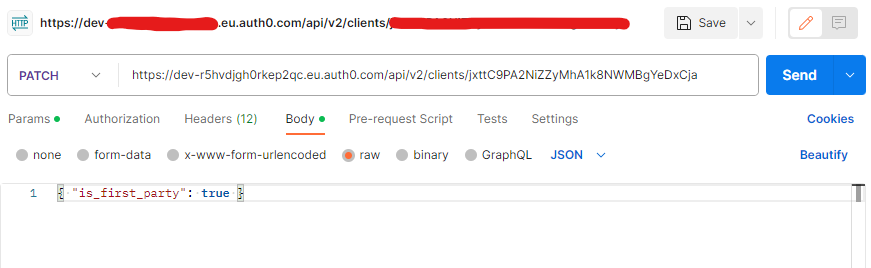 HTTP https://dev-.eu.auth0.com/api/v2/clients/
Save
PATCH https://dev-r5hvdjgh0rkep2qc.eu.auth0.com/api/v2/clients/jxttC9PA2NiZZyMhA1k8NWMBgYeDxCja Send
Params Authorization Headers (12) Body Pre-request Script Tests Settings Cookies
none form-data x-www-form-urlencoded raw binary GraphQL JSON Beautify
1 { "is_first_party": true }